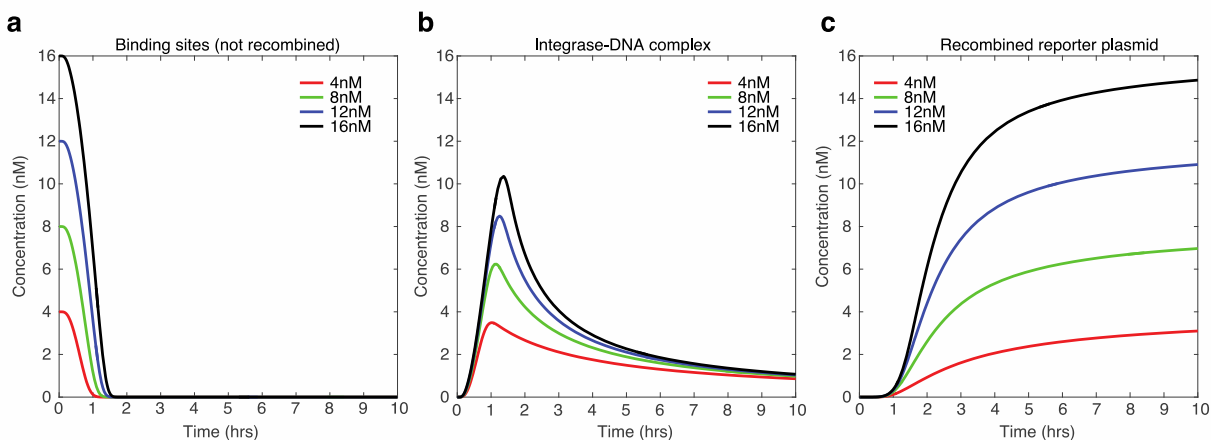 a
Binding sites (not recombined)
16
14
12
10
8
6
4
2
0
Concentration (nM)
4nM
8nM
12nM
16nM
0 1 2 3 4 5 6 7 8 9 10
Time (hrs)
b
Integrase-DNA complex
16
14
12
10
8
6
4
2
0
Concentration (nM)
4nM
8nM
12nM
16nM
0 1 2 3 4 5 6 7 8 9 10
Time (hrs)
c
Recombined reporter plasmid
16
14
12
10
8
6
4
2
0
Concentration (nM)
4nM
8nM
12nM
16nM
0 1 2 3 4 5 6 7 8 9 10
Time (hrs)